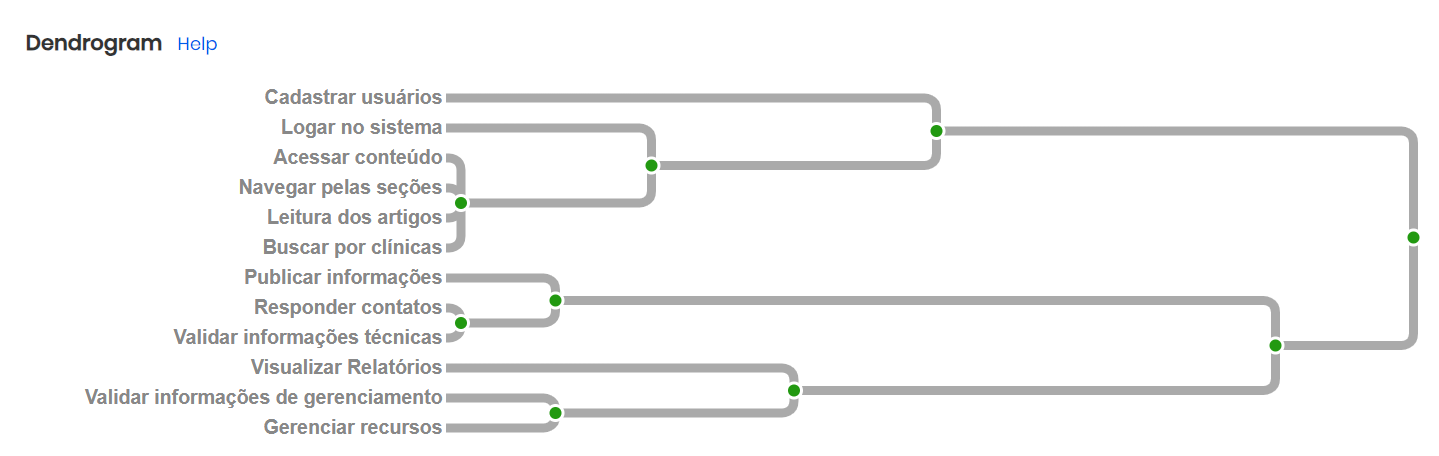 Dendrogram Help
Cadastrar usuários
Logar no sistema
Acessar conteúdo
Navegar pelas seções
Leitura dos artigos
Buscar por clínicas
Publicar informações
Responder contatos
Validar informações técnicas
Visualizar Relatórios
Validar informações de gerenciamento
Gerenciar recursos